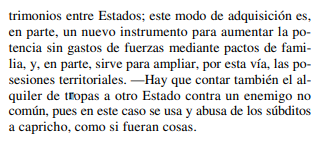 trimonios entre Estados; este modo de adquisición es,
en parte, un nuevo instrumento para aumentar la po-
tencia sin gastos de fuerzas mediante pactos de fami-
lia, y, en parte, sirve para ampliar, por esta vía, las po-
sesiones territoriales. —Hay que contar también el al-
quiler de tropas a otro Estado contra un enemigo no
común, pues en este caso se usa y abusa de los súbditos
a capricho, como si fueran cosas.